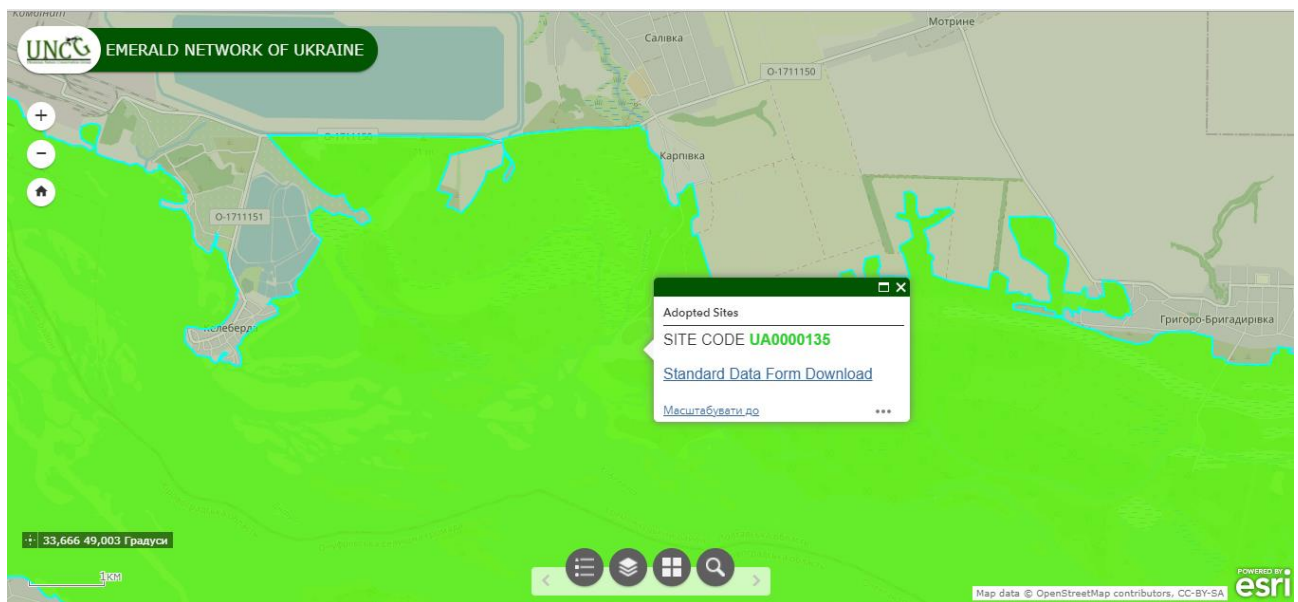 Комбінат
UNCG EMERALD NETWORK OF UKRAINE
Салівка
Мотрине
О-1711150
О-1711150
Карпівка
О-1711151
Келеберда
Adopted Sites
SITE CODE UA0000135
Standard Data Form Download
Масштабувати до
Григоро-Бригадирівка
33,666 49,003 Градуси
1км
Map data © OpenStreetMap contributors, CC-BY-SA
POWERED BY
esri